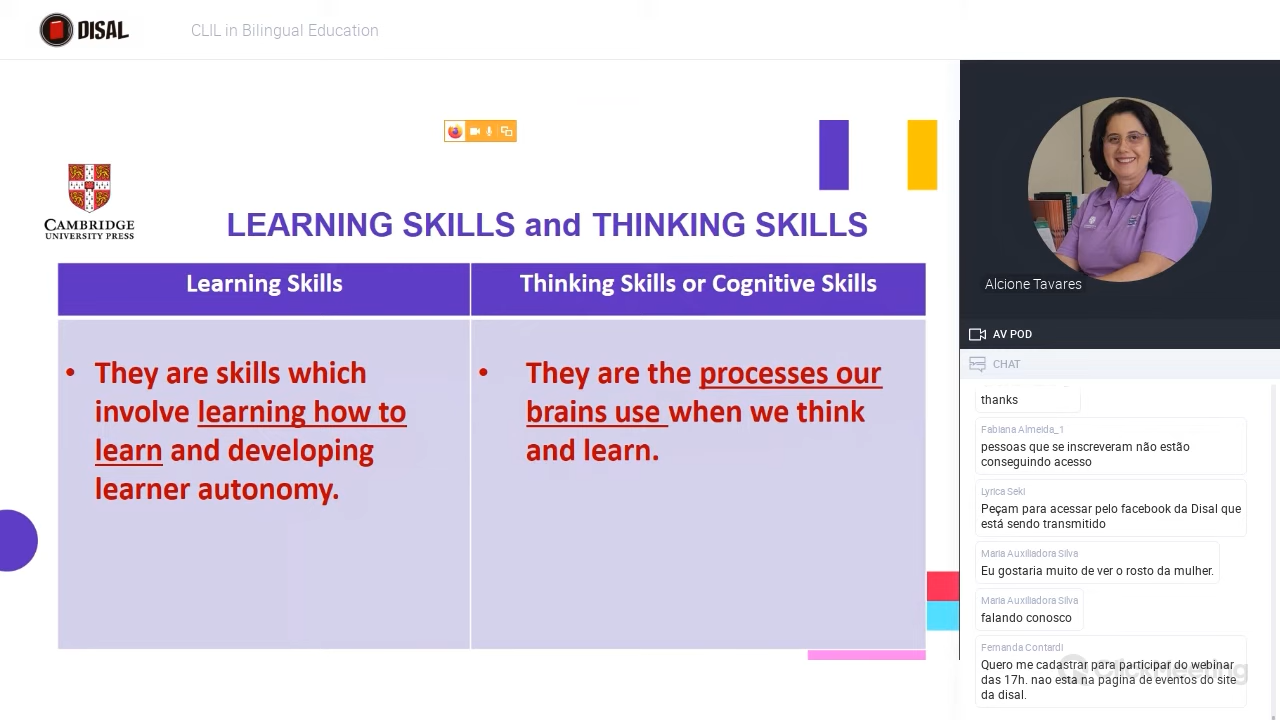 DISAL
CLIL in Bilingual Education
CAMBRIDGE
UNIVERSITY PRESS
LEARNING SKILLS and THINKING SKILLS
Learning Skills
Thinking Skills or Cognitive Skills
• They are skills which
involve learning how to
learn and developing
learner autonomy.
• They are the processes our
brains use when we think
and learn.
Alcione Tavares
AV POD
CHAT
thanks
Fabiana Almeida_1
pessoas que se inscreveram não estão
conseguindo acesso
Lyrica Seki
Peçam para acessar pelo facebook da Disal que
está sendo transmitido
Maria Auxiliadora Silva
Eu gostaria muito de ver o rosto da mulher.
Maria Auxiliadora Silva
falando conosco
Fernanda Contardi
Quero me cadastrar para participar do webinar
das 17h. nao esta na pagina de eventos do site
da disal.
ClickMeeting